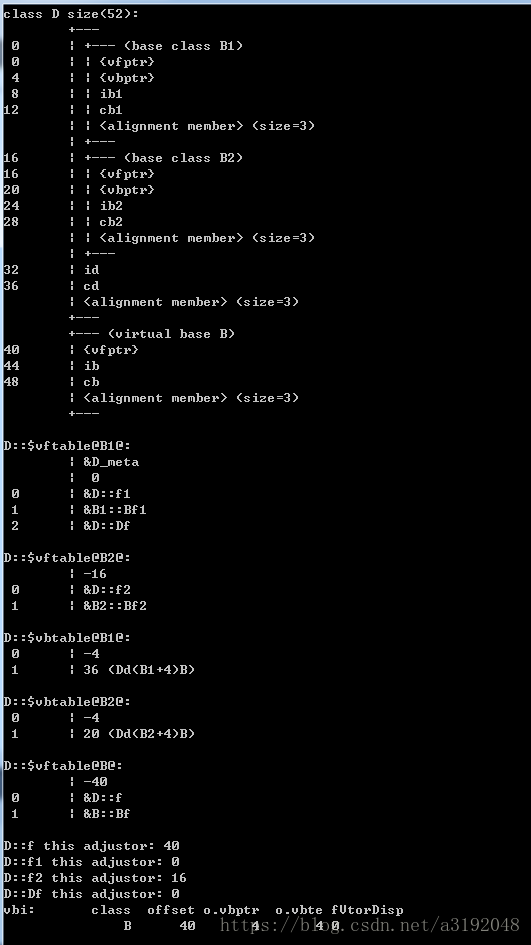 class D size(52):
        +---
 0      ¦ +--- (base class B1)
 0      ¦ ¦ {vfptr}
 4      ¦ ¦ {vbptr}
 8      ¦ ¦ ib1
12      ¦ ¦ cb1
        ¦ ¦ <alignment member> (size=3)
        ¦ +---
16      ¦ +--- (base class B2)
16      ¦ ¦ {vfptr}
20      ¦ ¦ {vbptr}
24      ¦ ¦ ib2
28      ¦ ¦ cb2
        ¦ ¦ <alignment member> (size=3)
        ¦ +---
32      ¦ id
36      ¦ cd
        ¦ <alignment member> (size=3)
        +---
        +--- (virtual base B)
40      ¦ {vfptr}
44      ¦ ib
48      ¦ cb
        ¦ <alignment member> (size=3)
        +---
D::$vftable@B1@:
        ¦ &D_meta
        ¦  0
 0      ¦ &D::f1
 1      ¦ &B1::Bf1
 2      ¦ &D::Df
D::$vftable@B2@:
        ¦ -16
 0      ¦ &D::f2
 1      ¦ &B2::Bf2
D::$vbtable@B1@:
 0      ¦ -4
 1      ¦ 36 (Dd(B1+4)B)
D::$vbtable@B2@:
 0      ¦ -4
 1      ¦ 20 (Dd(B2+4)B)
D::$vftable@B@:
        ¦ -40
 0      ¦ &D::f
 1      ¦ &B::Bf
D::f this adjustor: 40
D::f1 this adjustor: 0
D::f2 this adjustor: 16
D::Df this adjustor: 0
vbi:       class  offset o.vbptr  o.vbte fVtorDisp
               B      40       4       4 0
https://blog.csdn.net/a3192048